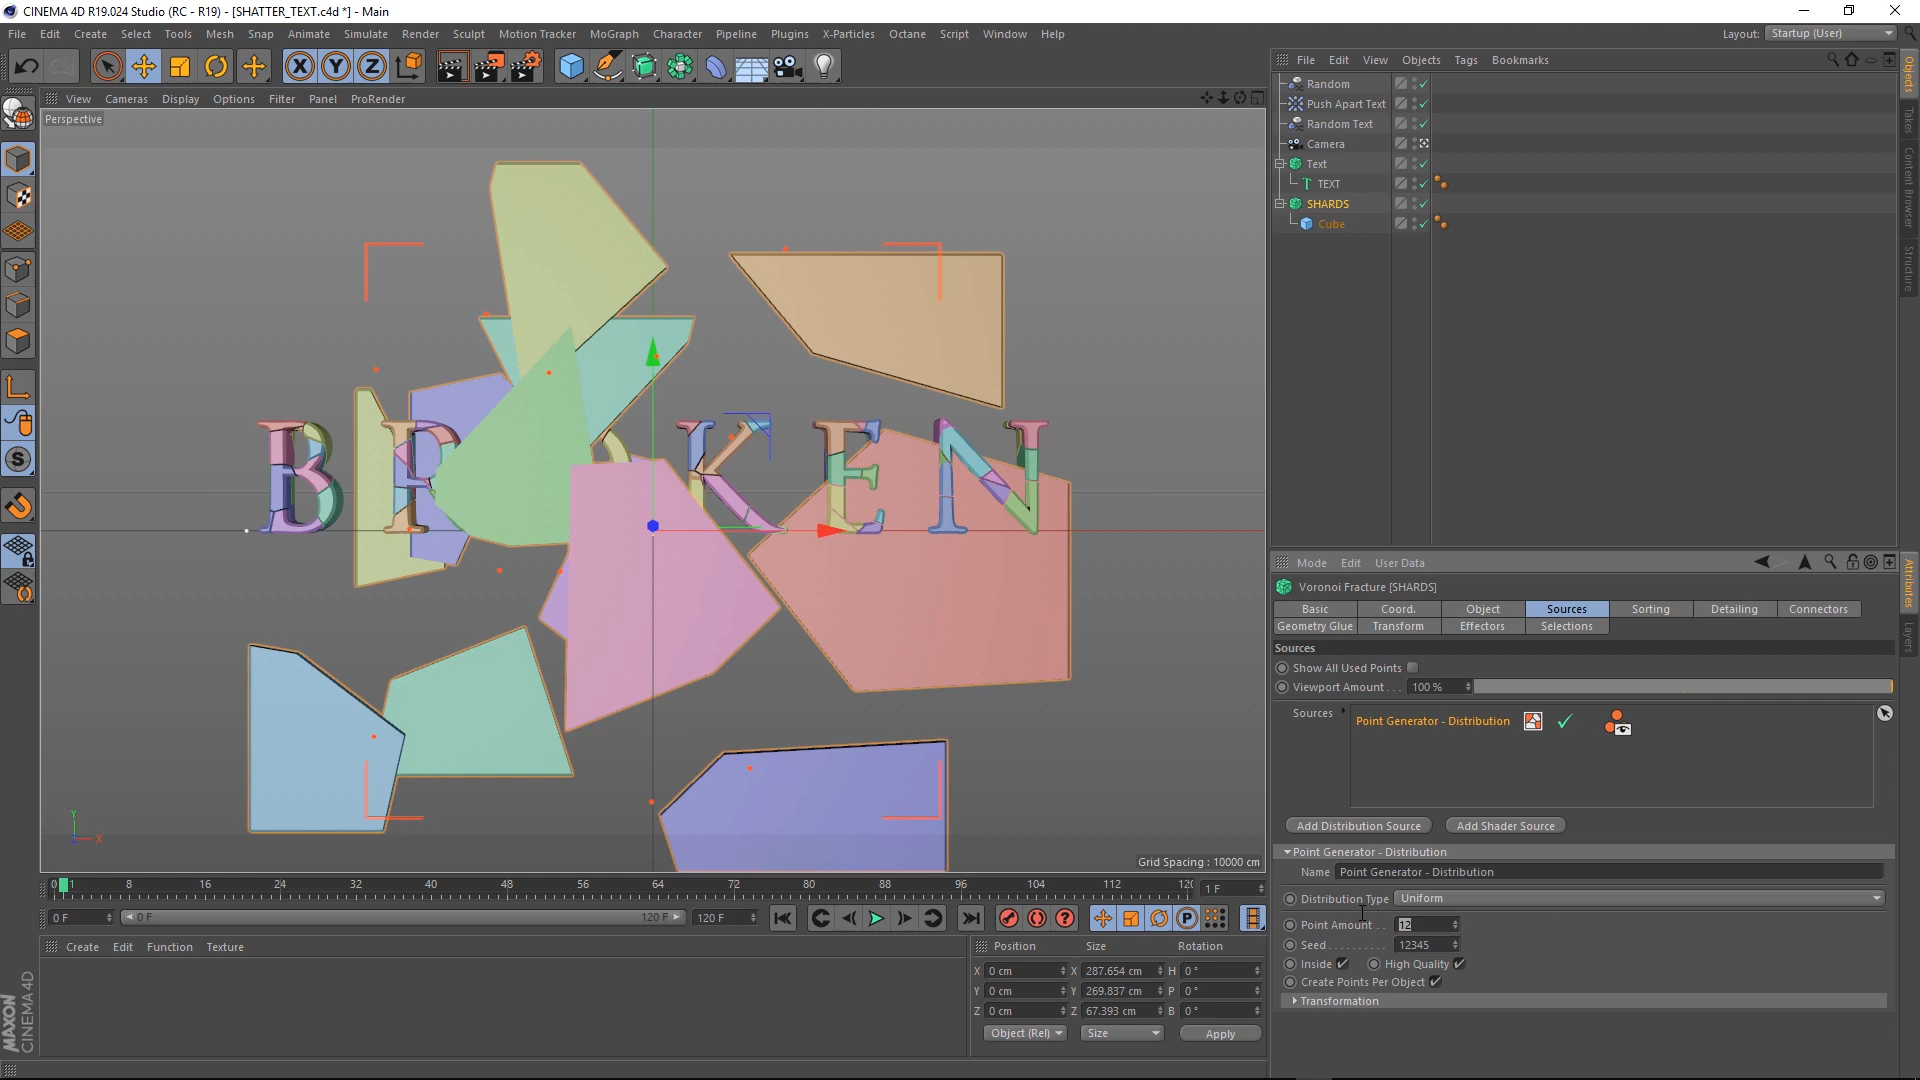 CINEMA 4D R19.024 Studio (RC - R19) - [SHATTER_TEXT.c4d *] - Main
File Edit Create Select Tools Mesh Snap Animate Simulate Render Sculpt Motion Tracker MoGraph Character Pipeline Plugins X-Particles Octane Script Window Help
Layout: Startup (User)
X Y Z
View Cameras Display Options Filter Panel ProRender
Perspective
BROKEN
Y
X
Grid Spacing : 10000 cm
0 1 8 16 24 32 40 48 56 64 72 80 88 96 104 112 120 1 F
0 F 0 F 120 F 120 F
P
Create Edit Function Texture
MAXON
CINEMA 4D
Position Size Rotation
X 0 cm X 287.654 cm H 0 °
Y 0 cm Y 269.837 cm P 0 °
Z 0 cm Z 67.393 cm B 0 °
Object (Rel) Size Apply
File Edit View Objects Tags Bookmarks
Random
Push Apart Text
Random Text
Camera
Text
TEXT
SHARDS
Cube
Objects
Takes
Content Browser
Structure
Mode Edit User Data
Voronoi Fracture [SHARDS]
Basic Coord. Object Sources Sorting Detailing Connectors
Geometry Glue Transform Effectors Selections
Sources
Show All Used Points
Viewport Amount . . . 100 %
Sources
Point Generator - Distribution
Add Distribution Source Add Shader Source
Point Generator - Distribution
Name Point Generator - Distribution
Distribution Type Uniform
Point Amount . . 12
Seed . . . . . . . . . 12345
Inside High Quality
Create Points Per Object
Transformation
Attributes
Layers